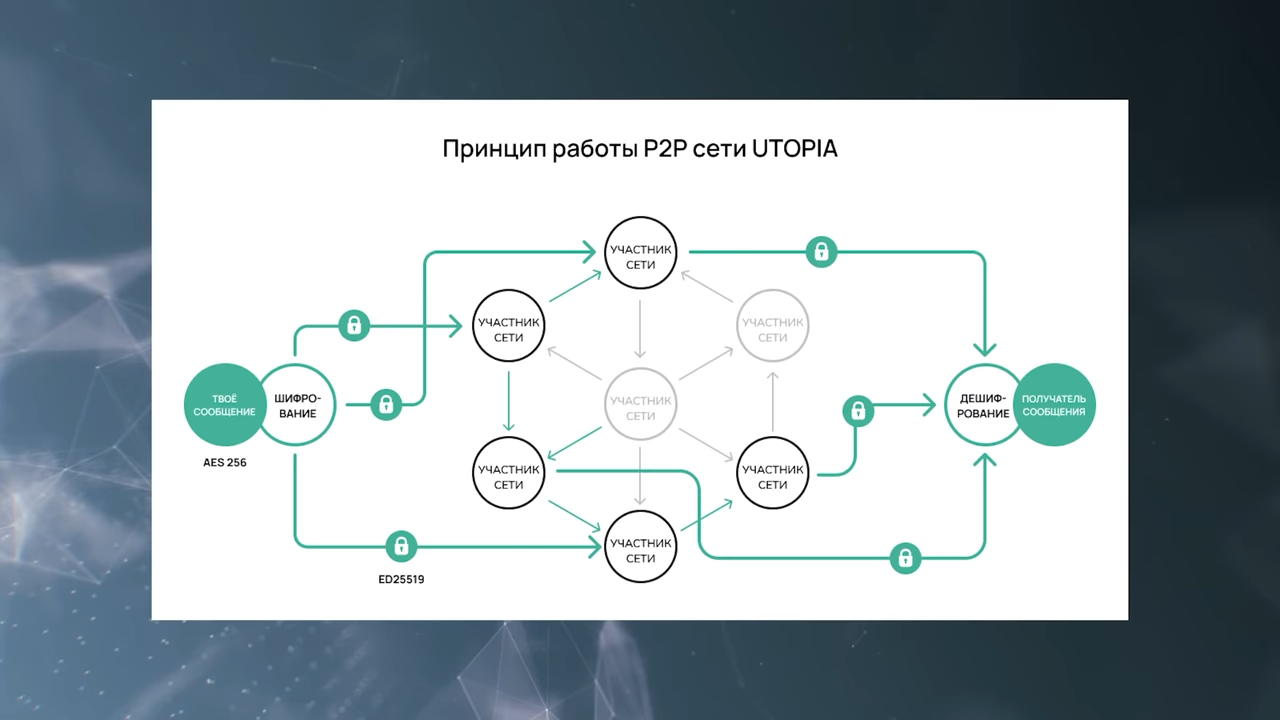 Принцип работы P2P сети UTOPIA
УЧАСТНИК
СЕТИ
УЧАСТНИК
СЕТИ
УЧАСТНИК
СЕТИ
ТВОЁ
СООБЩЕНИЕ
ШИФРО-
ВАНИЕ
УЧАСТНИК
СЕТИ
ДЕШИФ-
РОВАНИЕ
ПОЛУЧАТЕЛЬ
СООБЩЕНИЯ
AES 256
УЧАСТНИК
СЕТИ
УЧАСТНИК
СЕТИ
УЧАСТНИК
СЕТИ
ED25519